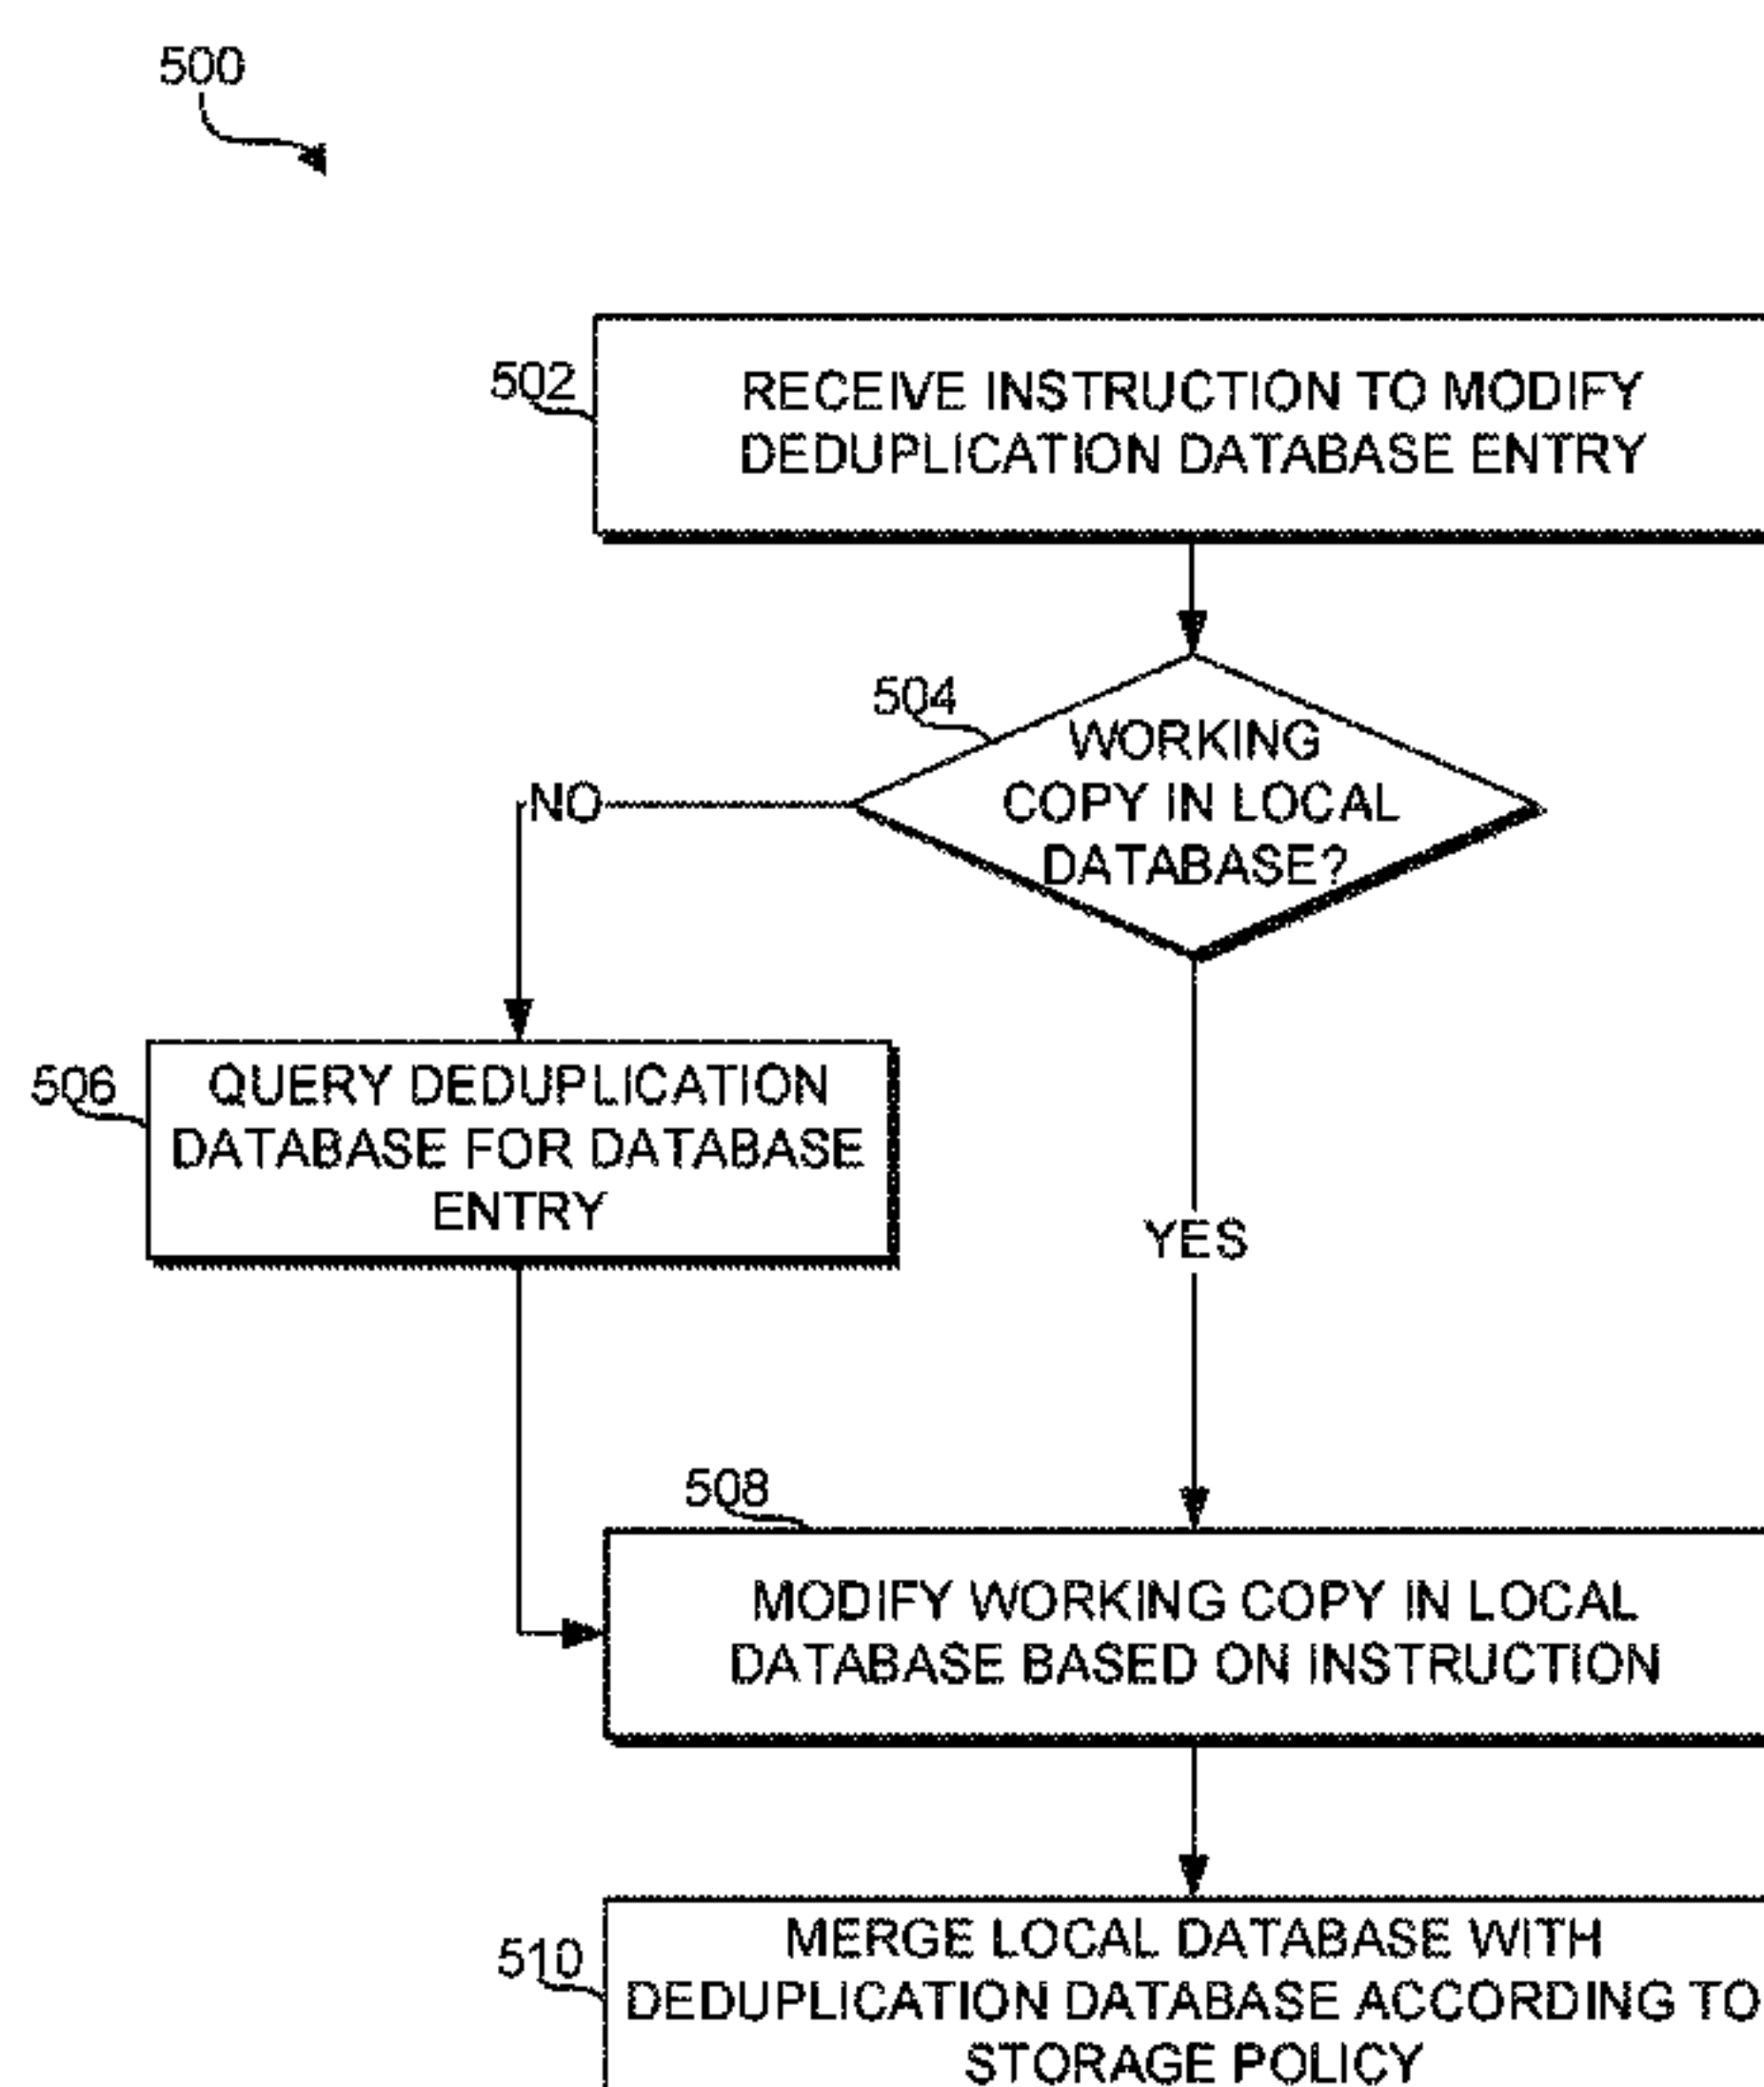 500
502
RECEIVE INSTRUCTION TO MODIFY
DEDUPLICATION DATABASE ENTRY
504
WORKING
COPY IN LOCAL
DATABASE?
NO
506
QUERY DEDUPLICATION
DATABASE FOR DATABASE
ENTRY
YES
508
MODIFY WORKING COPY IN LOCAL
DATABASE BASED ON INSTRUCTION
510
MERGE LOCAL DATABASE WITH
DEDUPLICATION DATABASE ACCORDING TO
STORAGE POLICY